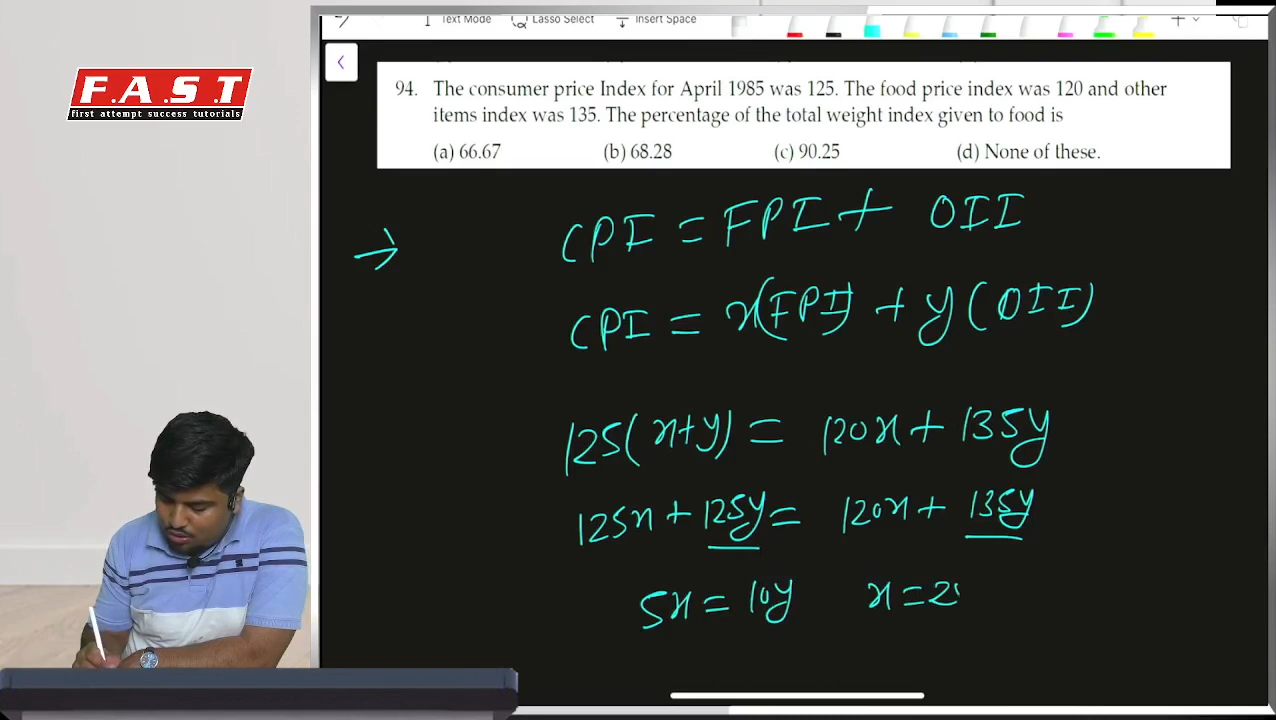 Text Mode Lasso Select Insert Space
F.A.S.T
first attempt success tutorials
94. The consumer price Index for April 1985 was 125. The food price index was 120 and other
items index was 135. The percentage of the total weight index given to food is
(a) 66.67 (b) 68.28 (c) 90.25 (d) None of these.
CPI = FPI + OII
CPI = x(FPI) + y(OII)
125(x+y) = 120x + 135y
125x + 125y = 120x + 135y
5x = 10y x = 2